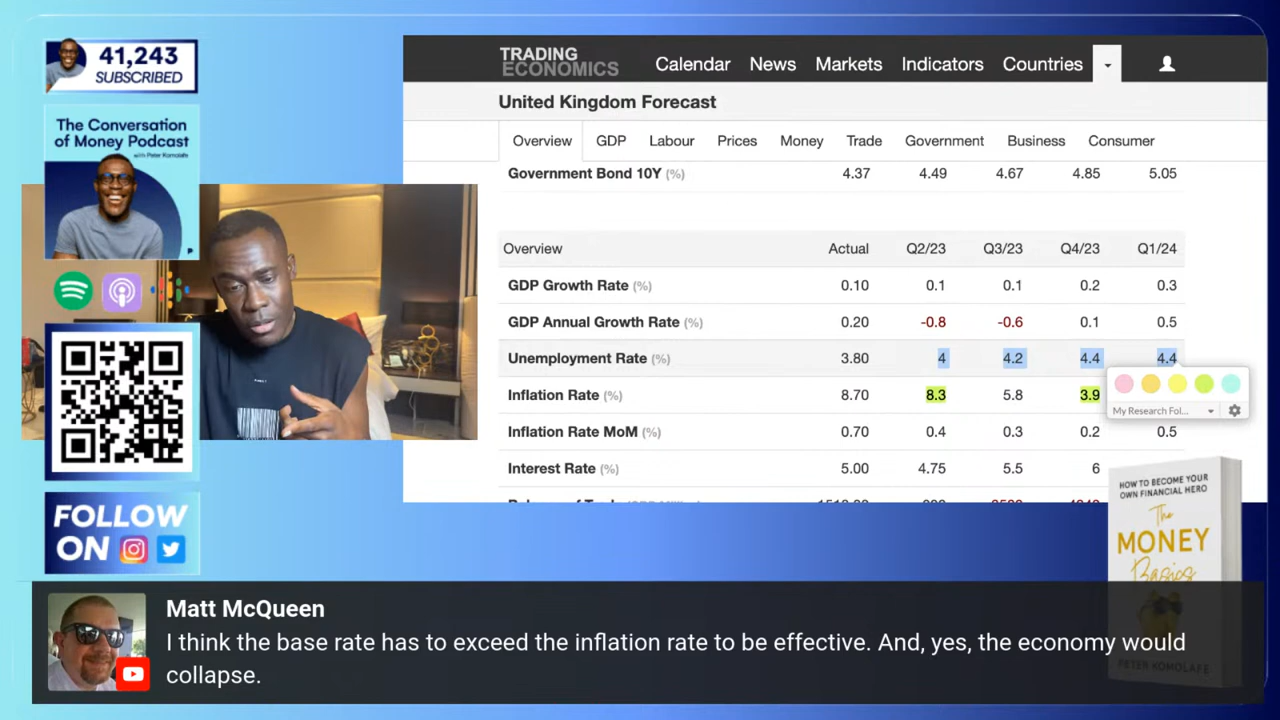 41,243
SUBSCRIBED
The Conversation
of Money Podcast
with Peter Komolafe
FOLLOW
ON
TRADING
ECONOMICS
Calendar News Markets Indicators Countries
United Kingdom Forecast
Overview GDP Labour Prices Money Trade Government Business Consumer
Government Bond 10Y (%) 4.37 4.49 4.67 4.85 5.05
Overview Actual Q2/23 Q3/23 Q4/23 Q1/24
GDP Growth Rate (%) 0.10 0.1 0.1 0.2 0.3
GDP Annual Growth Rate (%) 0.20 -0.8 -0.6 0.1 0.5
Unemployment Rate (%) 3.80 4 4.2 4.4 4.4
Inflation Rate (%) 8.70 8.3 5.8 3.9
My Research Fol...
Inflation Rate MoM (%) 0.70 0.4 0.3 0.2 0.5
Interest Rate (%) 5.00 4.75 5.5 6
HOW TO BECOME YOUR
OWN FINANCIAL HERO
The
MONEY
Basics
PETER KOMOLAFE
Matt McQueen
I think the base rate has to exceed the inflation rate to be effective. And, yes, the economy would
collapse.